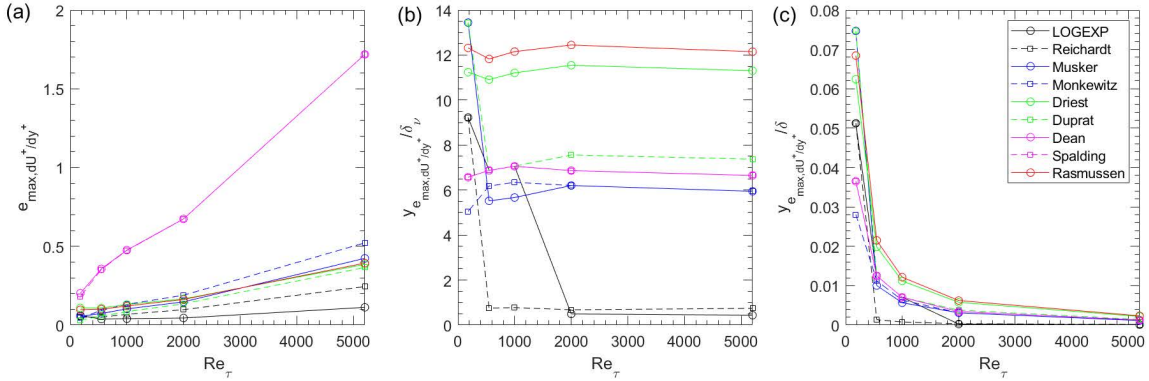 (a)
e_max,dU⁺/dy⁺
2
1.5
1
0.5
0
0 1000 2000 3000 4000 5000
Re_τ
(b)
y_e_max,dU⁺/dy⁺ /δ_ν
14
12
10
8
6
4
2
0
0 1000 2000 3000 4000 5000
Re_τ
(c)
y_e_max,dU⁺/dy⁺ /δ
0.08
0.07
0.06
0.05
0.04
0.03
0.02
0.01
0
0 1000 2000 3000 4000 5000
Re_τ
LOGEXP
Reichardt
Musker
Monkewitz
Driest
Duprat
Dean
Spalding
Rasmussen